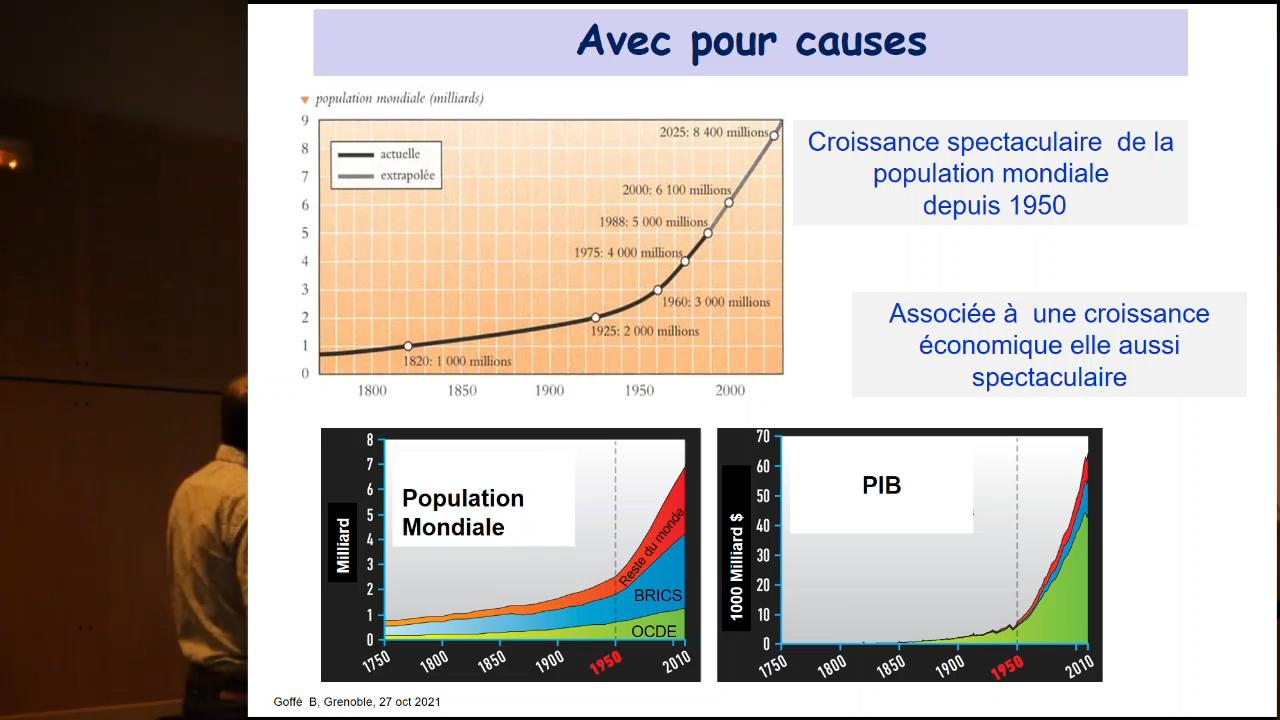 Avec pour causes
population mondiale (milliards)
9
8
7
6
5
4
3
2
1
0
actuelle
extrapolée
2025: 8 400 millions
2000: 6 100 millions
1988: 5 000 millions
1975: 4 000 millions
1960: 3 000 millions
1925: 2 000 millions
1820: 1 000 millions
1800 1850 1900 1950 2000
Croissance spectaculaire de la
population mondiale
depuis 1950
Associée à une croissance
économique elle aussi
spectaculaire
8
7
6
5
4
3
2
1
0
Milliard
Population
Mondiale
Reste du monde
BRICS
OCDE
1750 1800 1850 1900 1950 2010
70
60
50
40
30
20
10
0
1000 Milliard $
PIB
1750 1800 1850 1900 1950 2010
Goffé B, Grenoble, 27 oct 2021